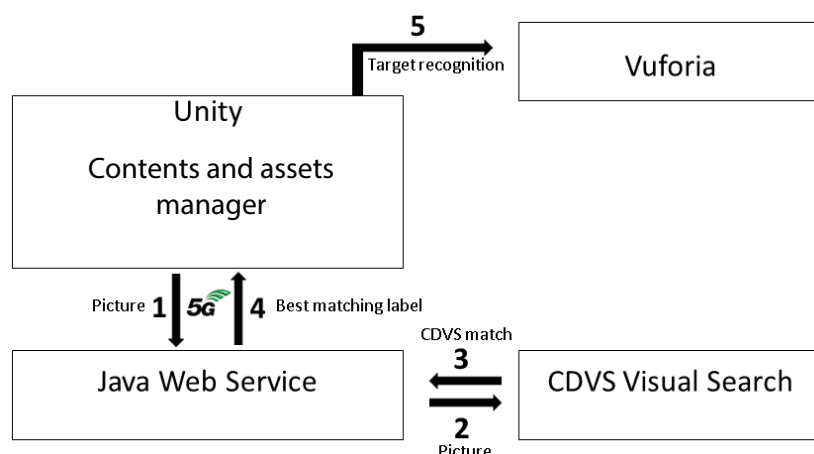 5
Target recognition
Vuforia
Unity
Contents and assets
manager
Picture 1 5G 4 Best matching label
CDVS match
3
Java Web Service
CDVS Visual Search
2
Picture